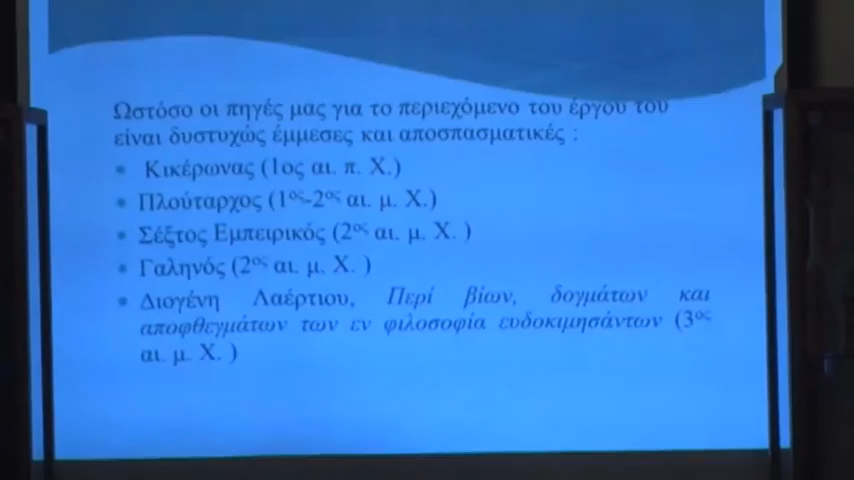 Ωστόσο οι πηγές μας για το περιεχόμενο του έργου του
είναι δυστυχώς έμμεσες και αποσπασματικές :
• Κικέρωνας (1ος αι. π. Χ.)
• Πλούταρχος (1ος-2ος αι. μ. Χ.)
• Σέξτος Εμπειρικός (2ος αι. μ. Χ. )
• Γαληνός (2ος αι. μ. Χ. )
• Διογένη Λαέρτιου, Περί βίων, δογμάτων και
αποφθεγμάτων των εν φιλοσοφία ευδοκιμησάντων (3ος
αι. μ. Χ. )